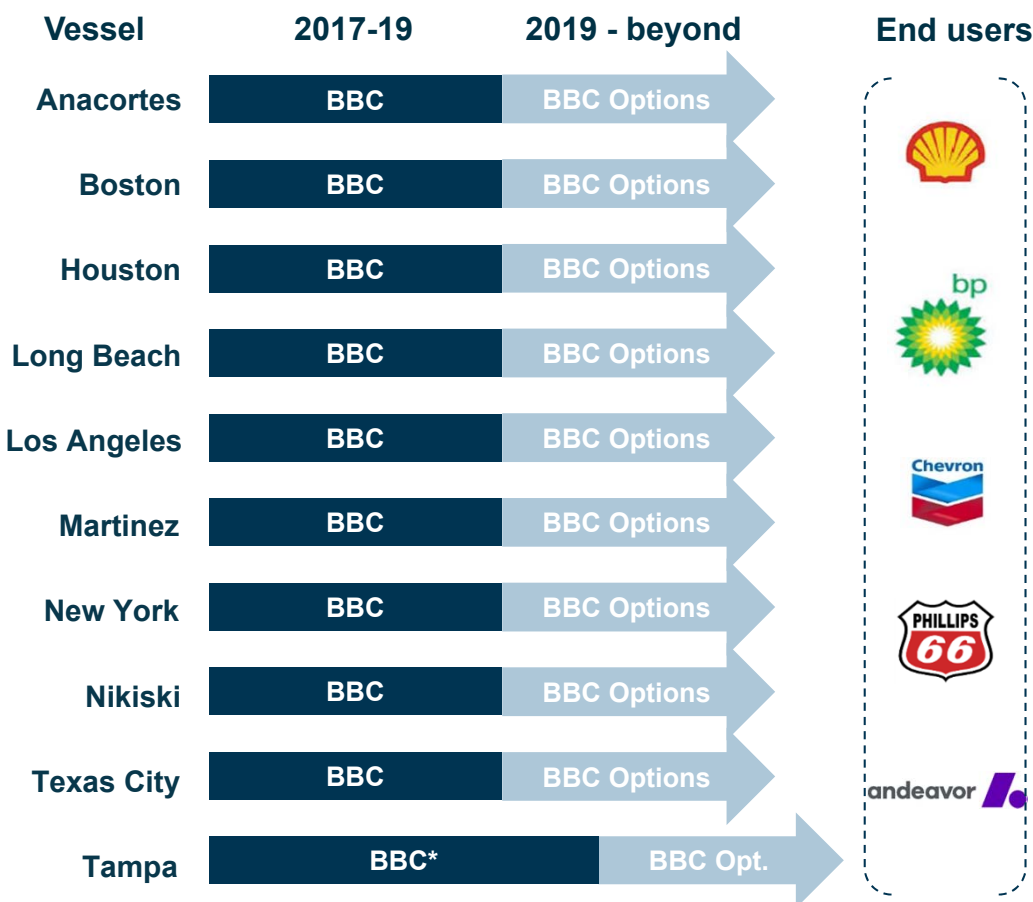 Vessel 2017-19 2019 - beyond End users
Anacortes BBC BBC Options
Boston BBC BBC Options
Houston BBC BBC Options
bp
Long Beach BBC BBC Options
Los Angeles BBC BBC Options
Chevron
Martinez BBC BBC Options
New York BBC BBC Options
PHILLIPS
66
Nikiski BBC BBC Options
Texas City BBC BBC Options
andeavor
Tampa BBC* BBC Opt.